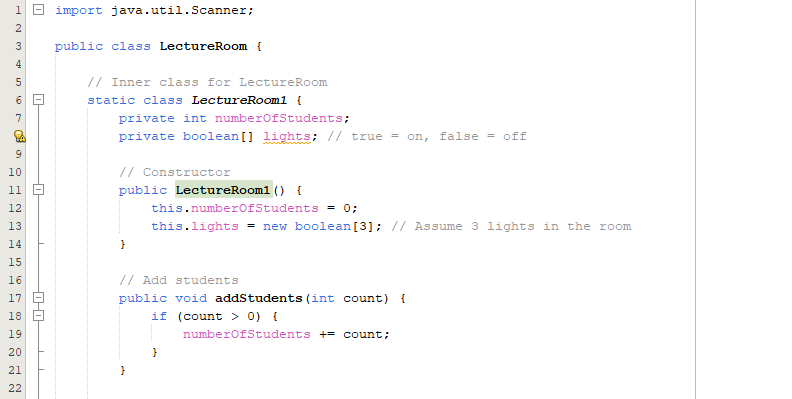 1 import java.util.Scanner;
2
3 public class LectureRoom {
4
5 // Inner class for LectureRoom
6 static class LectureRoom1 {
7 private int numberOfStudents;
private boolean[] lights; // true = on, false = off
9
10 // Constructor
11 public LectureRoom1() {
12 this.numberOfStudents = 0;
13 this.lights = new boolean[3]; // Assume 3 lights in the room
14 }
15
16 // Add students
17 public void addStudents(int count) {
18 if (count > 0) {
19 numberOfStudents += count;
20 }
21 }
22